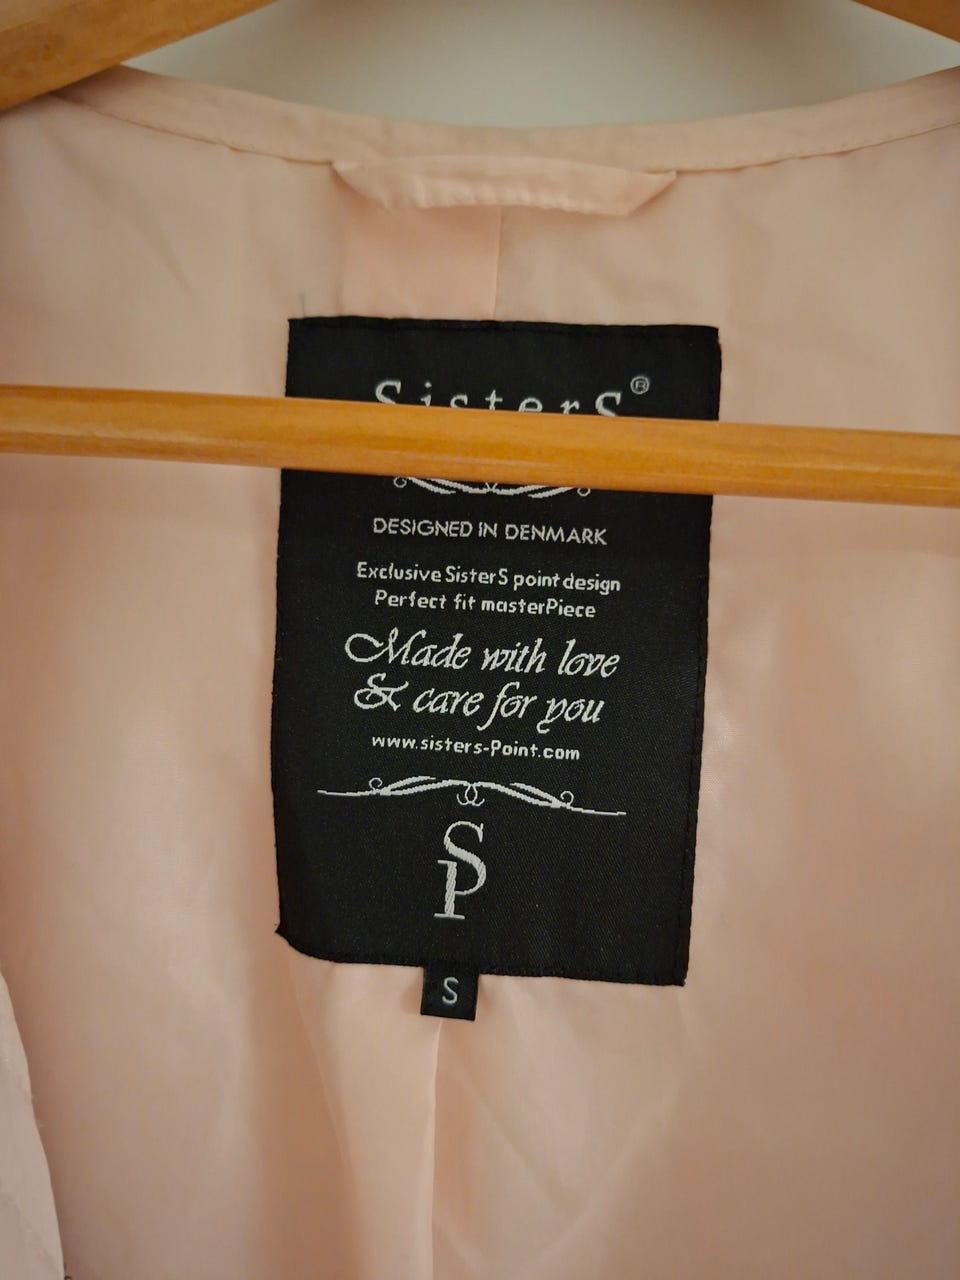 SisterS®
DESIGNED IN DENMARK
Exclusive SisterS point design
Perfect fit masterPiece
Made with love
& care for you
www.sisters-Point.com
SP
S